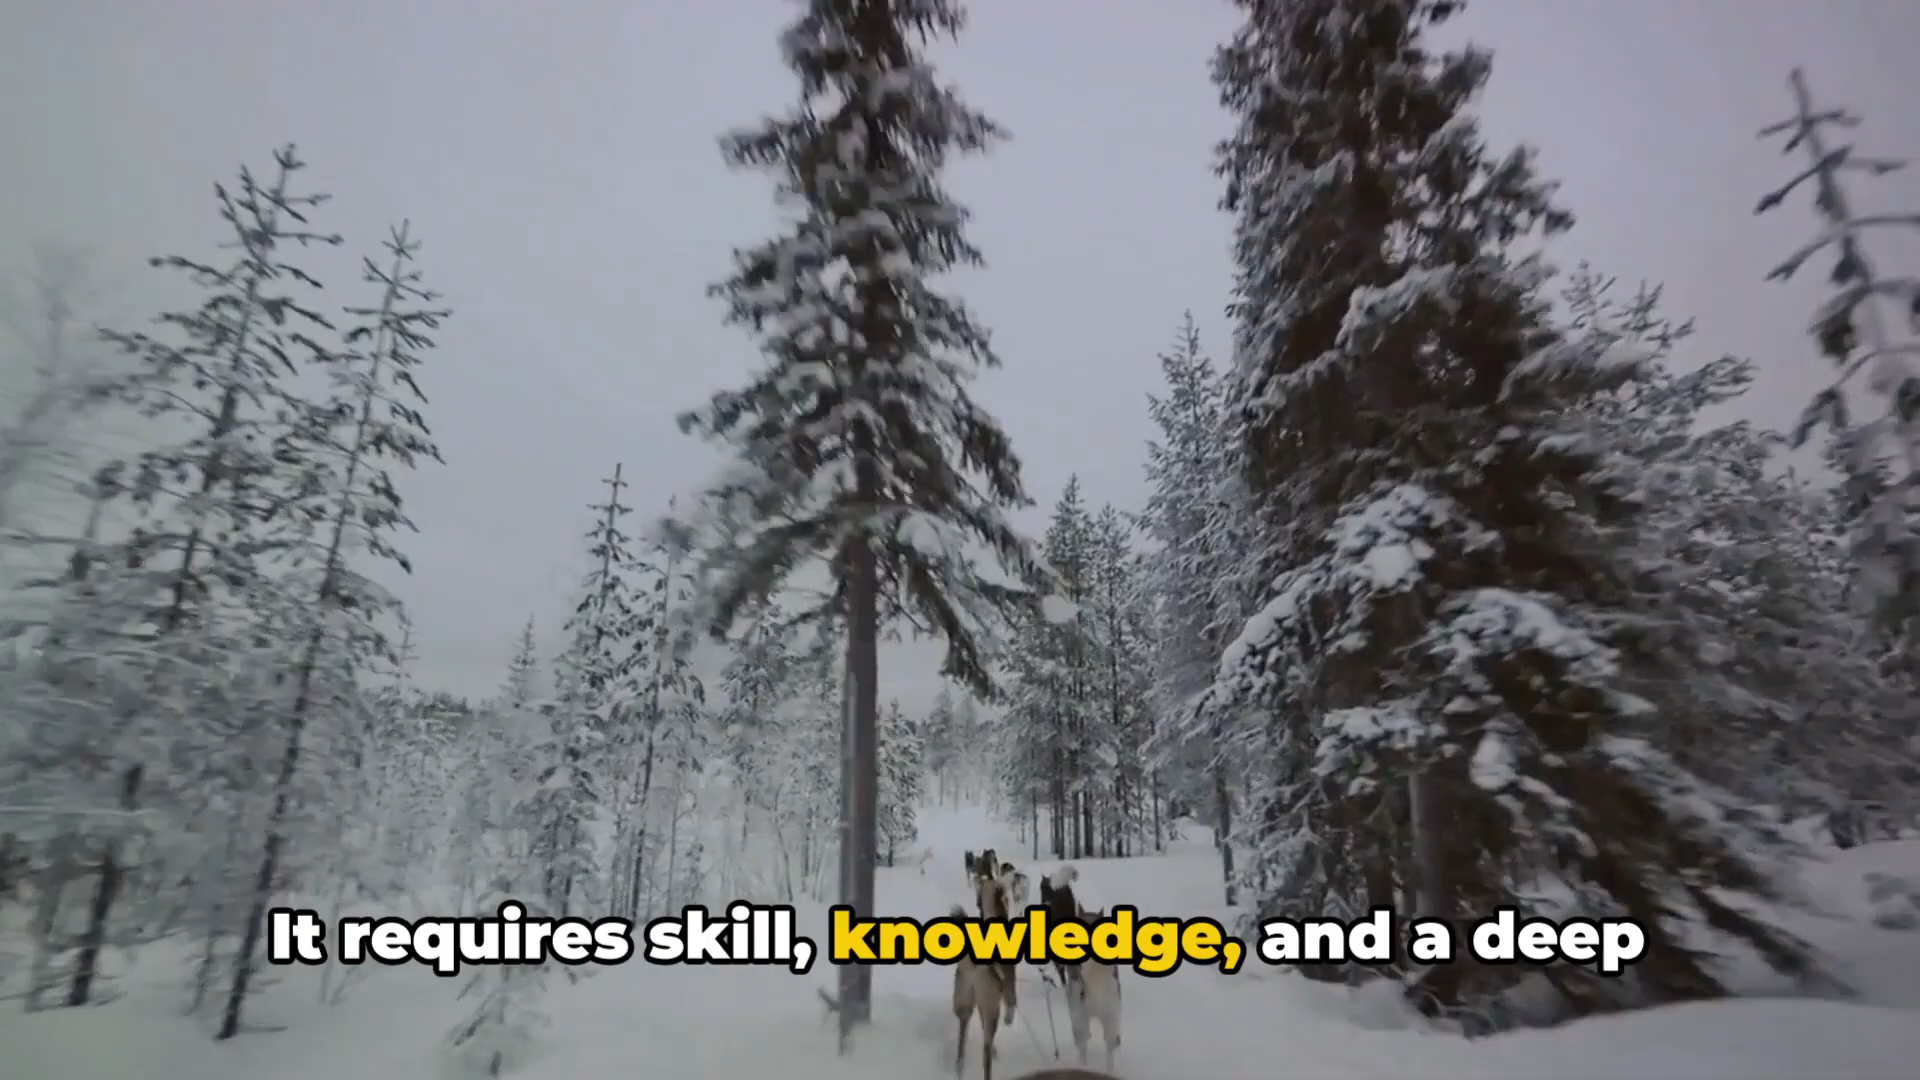 It requires skill, knowledge, and a deep